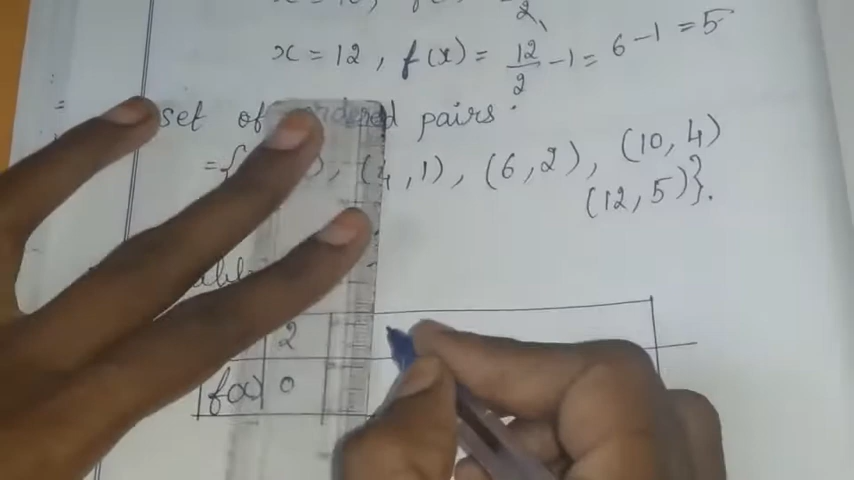 x = 12, f(x) = 12/2 - 1 = 6 - 1 = 5
set of ordered pairs
= { ), (4, 1), (6, 2), (10, 4)
(12, 5)}.
2
f(x) 0